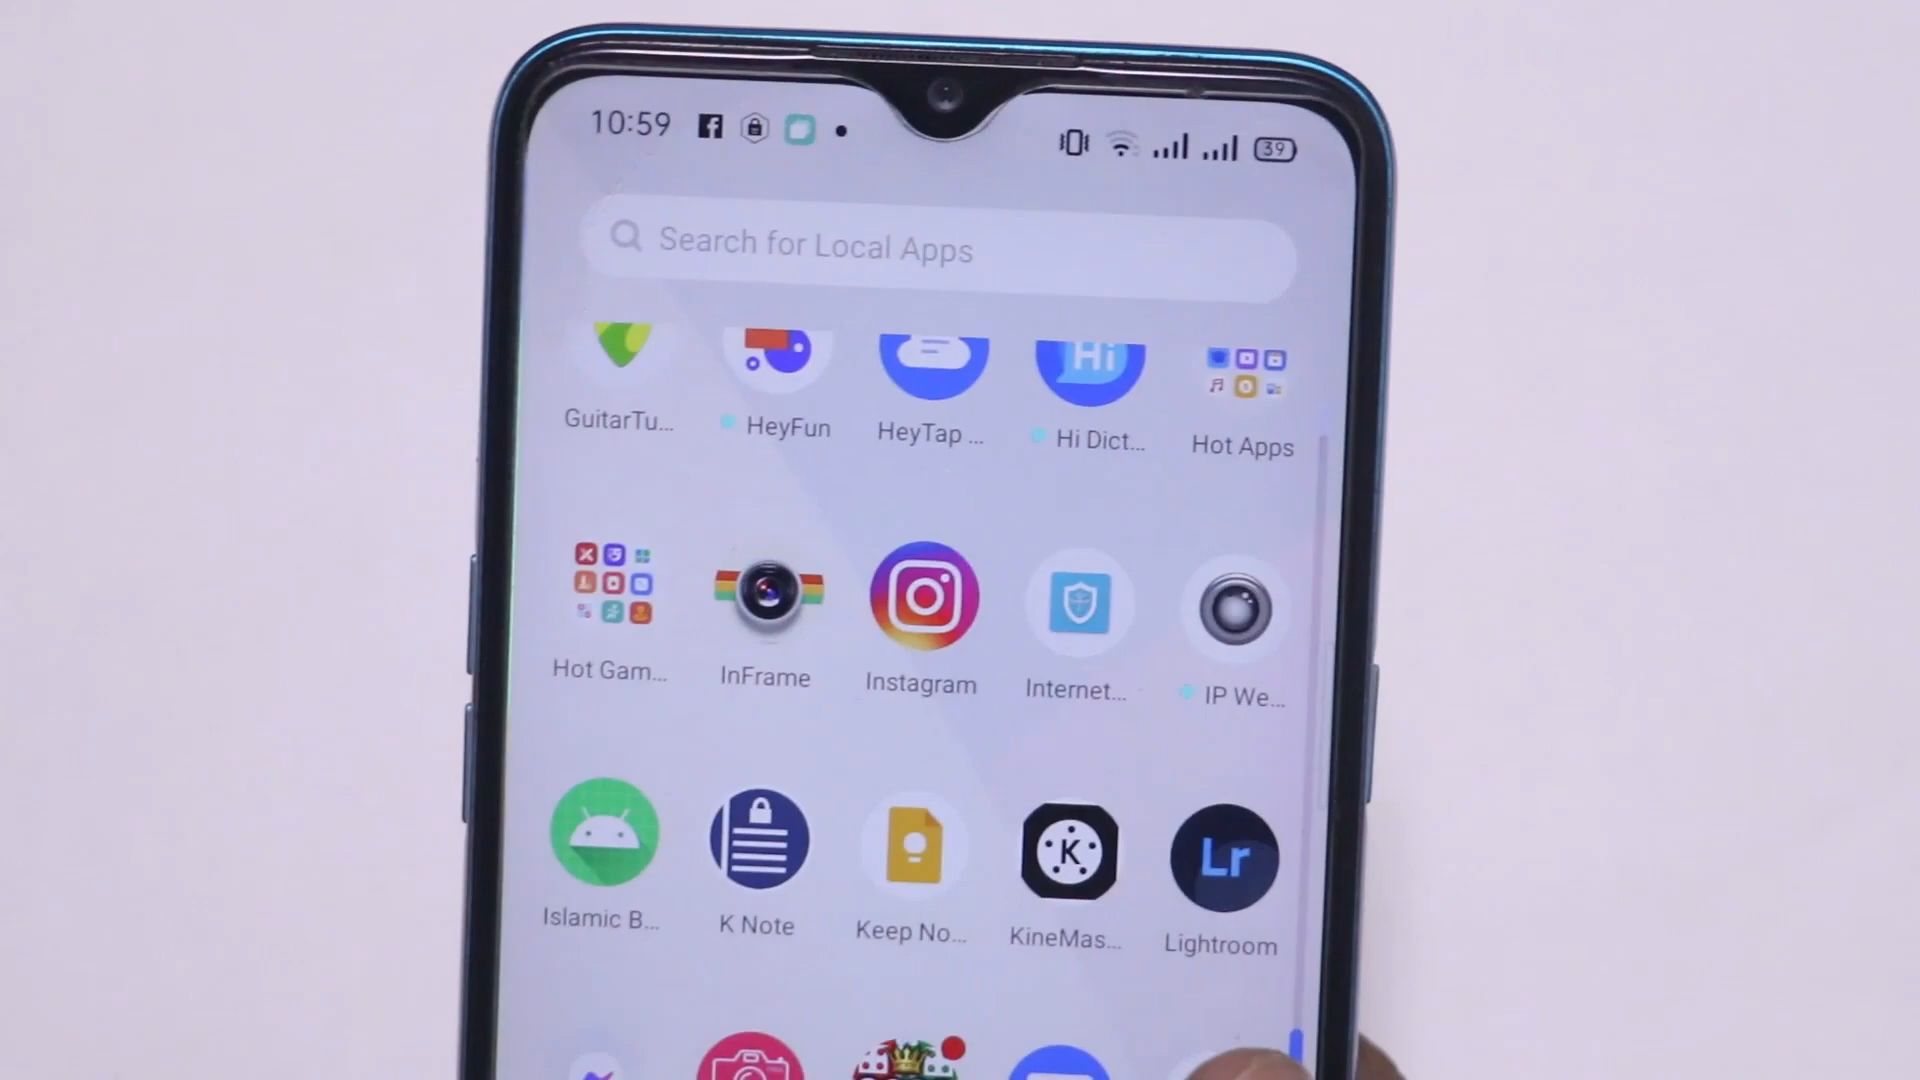 10:59 39
Search for Local Apps
Hi
GuitarTu... HeyFun HeyTap ... Hi Dict... Hot Apps
Hot Gam... InFrame Instagram Internet... IP We...
K
Lr
Islamic B... K Note Keep No... KineMas... Lightroom